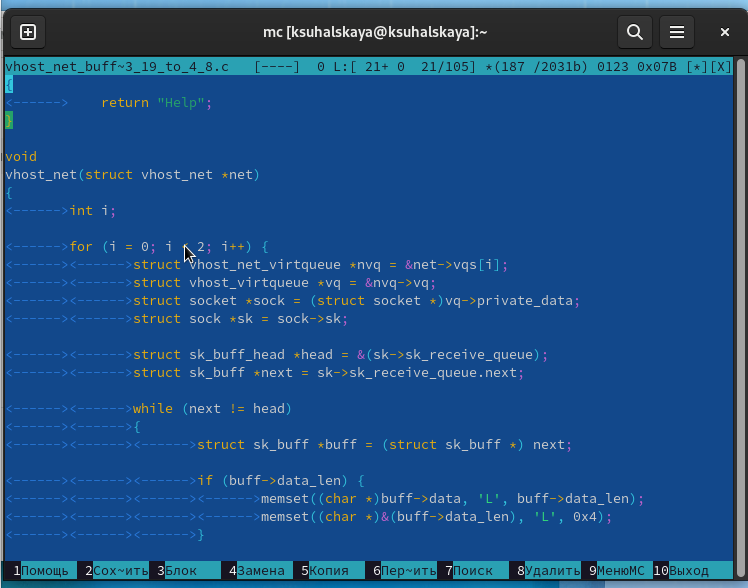 mc [ksuhalskaya@ksuhalskaya]:~
vhost_net_buff~3_19_to_4_8.c [----] 0 L:[ 21+ 0 21/105] *(187 /2031b) 0123 0x07B [*][X]
{
<------> return "Help";
}
void
vhost_net(struct vhost_net *net)
{
<------>int i;
<------>for (i = 0; i < 2; i++) {
<------><------>struct vhost_net_virtqueue *nvq = &net->vqs[i];
<------><------>struct vhost_virtqueue *vq = &nvq->vq;
<------><------>struct socket *sock = (struct socket *)vq->private_data;
<------><------>struct sock *sk = sock->sk;
<------><------>struct sk_buff_head *head = &(sk->sk_receive_queue);
<------><------>struct sk_buff *next = sk->sk_receive_queue.next;
<------><------>while (next != head)
<------><------>{
<------><------><------>struct sk_buff *buff = (struct sk_buff *) next;
<------><------><------>if (buff->data_len) {
<------><------><------><------>memset((char *)buff->data, 'L', buff->data_len);
<------><------><------><------>memset((char *)&(buff->data_len), 'L', 0x4);
<------><------><------>}
1Помощь 2Сох~ить 3Блок 4Замена 5Копия 6Пер~ить 7Поиск 8Удалить 9МенюMC 10Выход